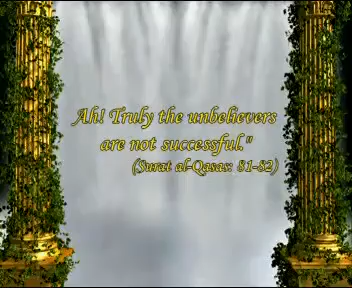 Ah! Truly the unbelievers
are not successful."
(Surat al-Qasas: 81-82)